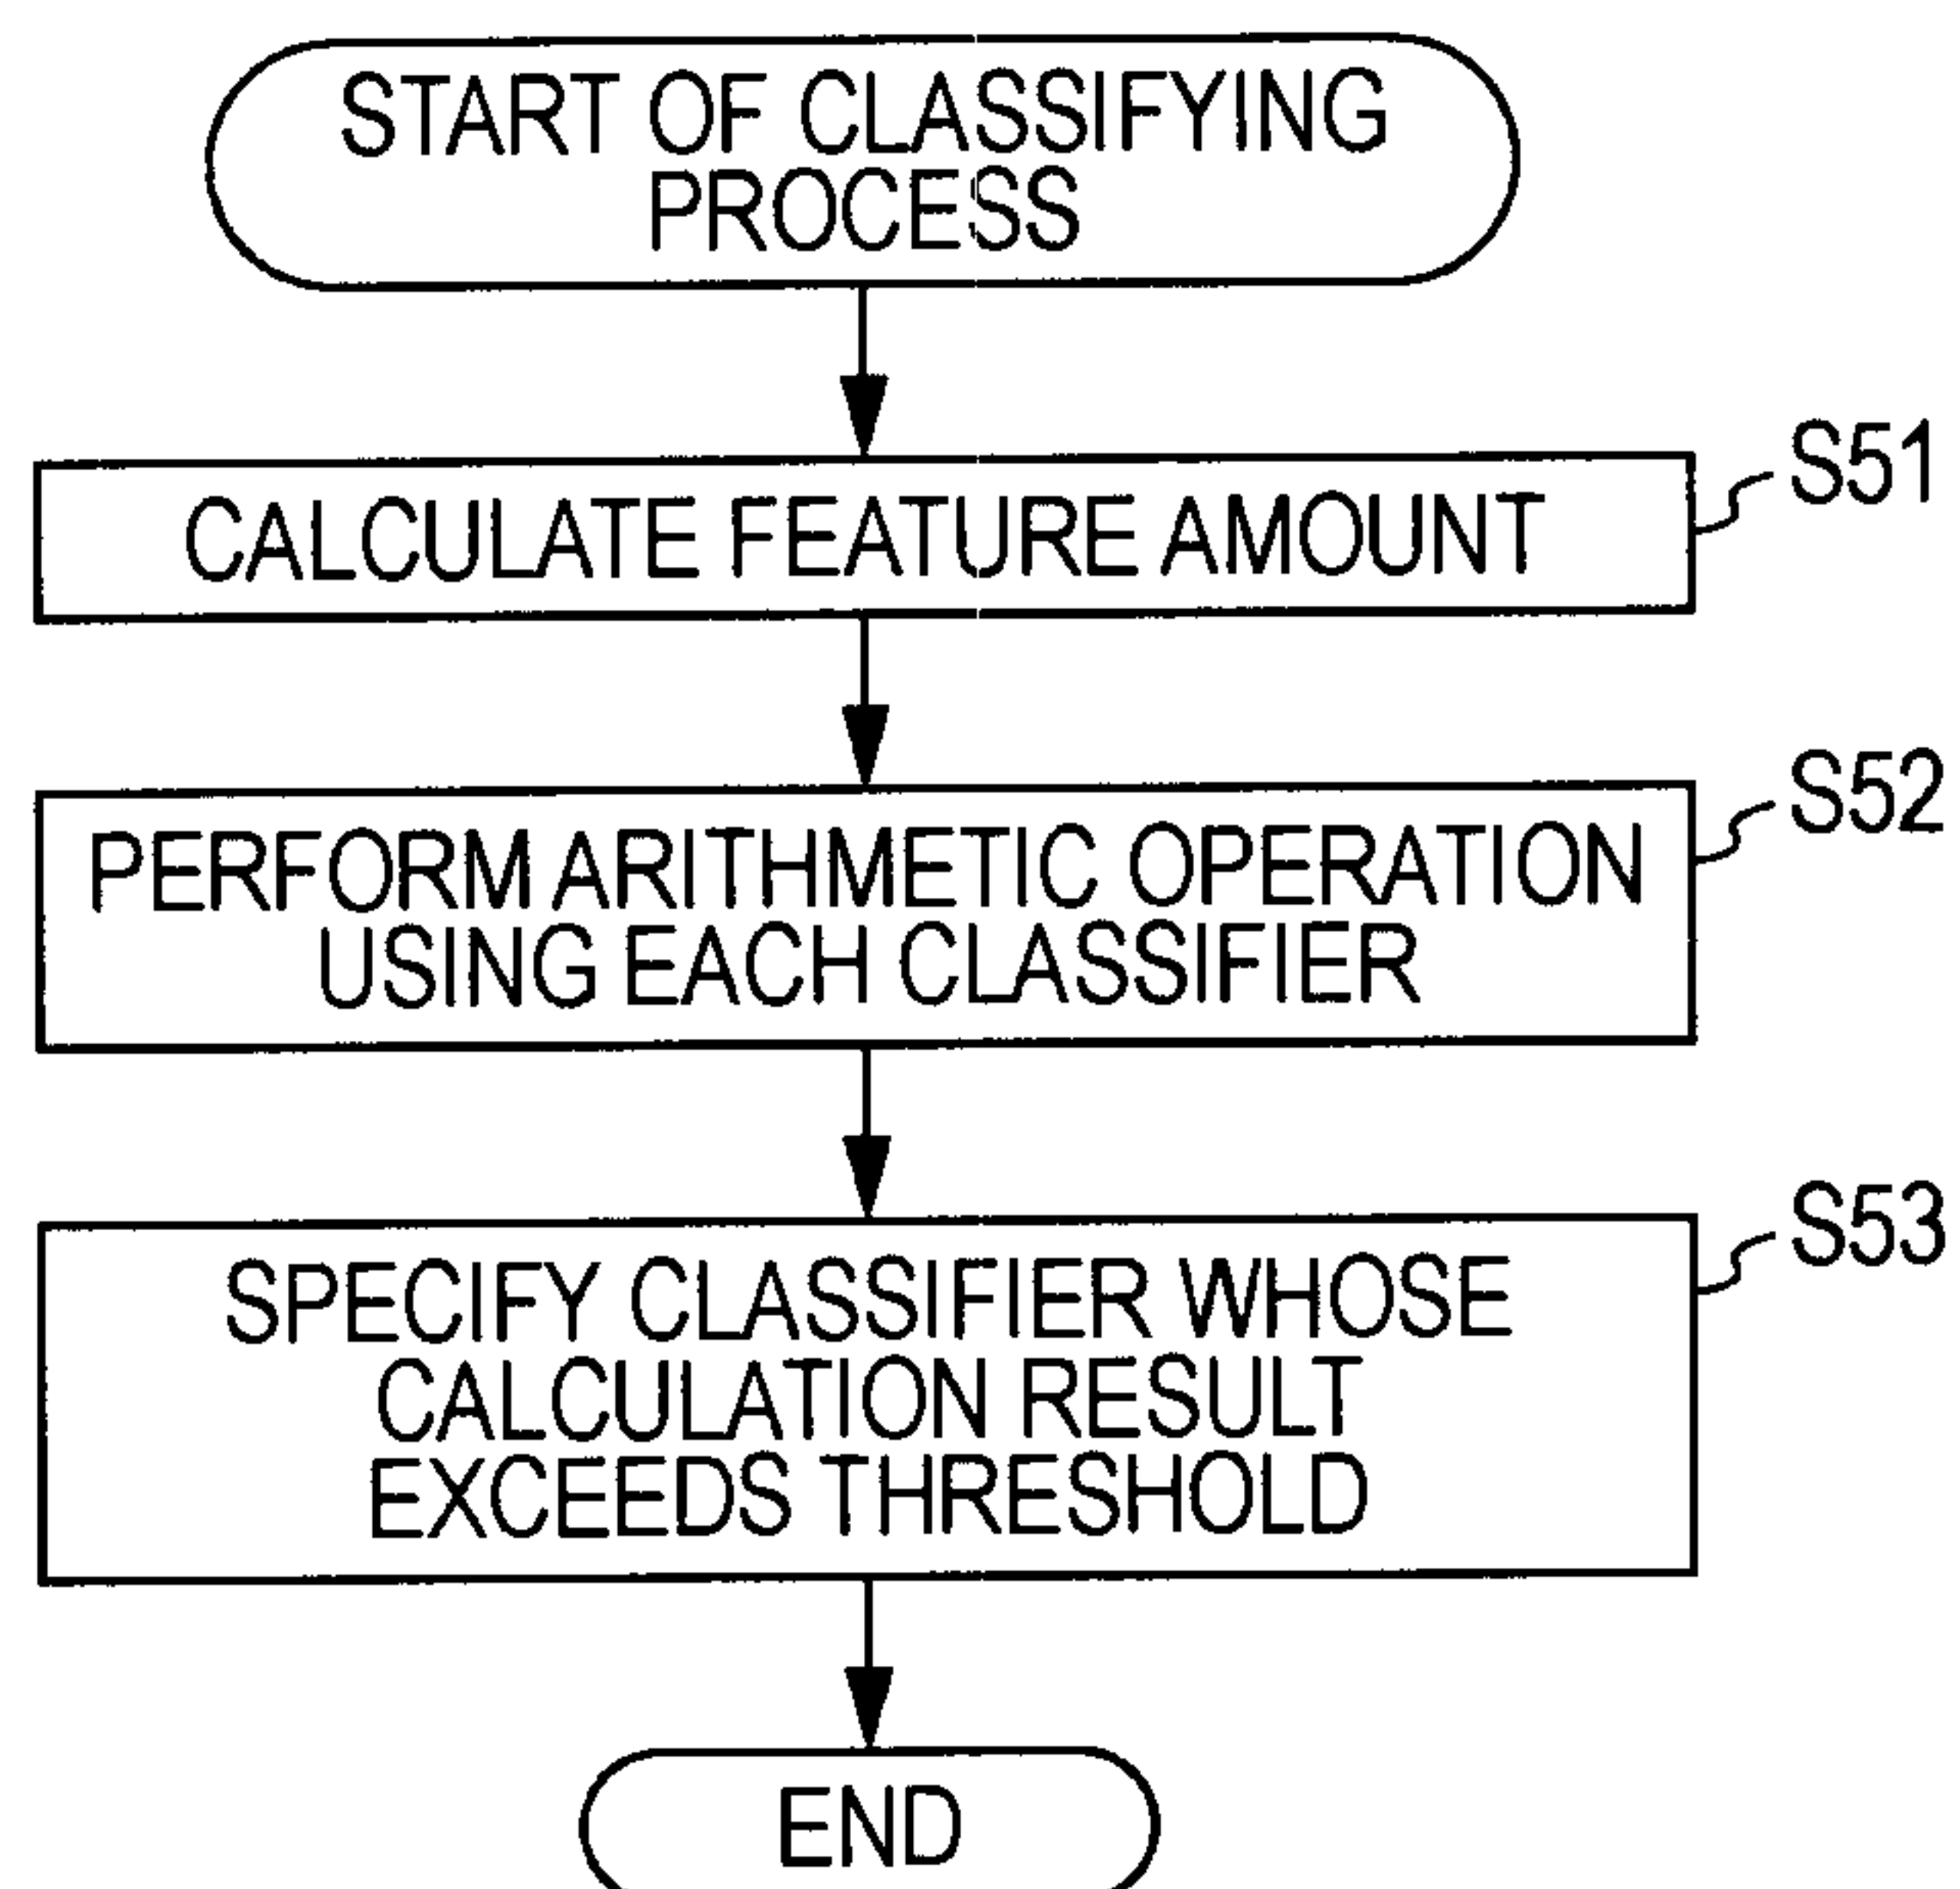 START OF CLASSIFYING
PROCESS
S51
CALCULATE FEATURE AMOUNT
S52
PERFORM ARITHMETIC OPERATION
USING EACH CLASSIFIER
S53
SPECIFY CLASSIFIER WHOSE
CALCULATION RESULT
EXCEEDS THRESHOLD
END